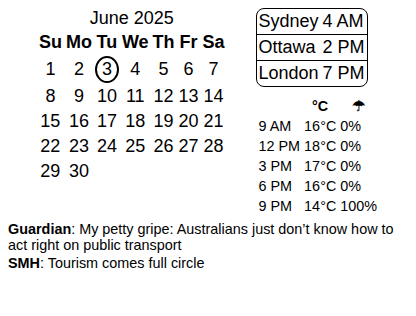 June 2025
Su Mo Tu We Th Fr Sa
1 2 3 4 5 6 7
8 9 10 11 12 13 14
15 16 17 18 19 20 21
22 23 24 25 26 27 28
29 30
Sydney 4 AM
Ottawa 2 PM
London 7 PM
°C ☂
9 AM 16°C 0%
12 PM 18°C 0%
3 PM 17°C 0%
6 PM 16°C 0%
9 PM 14°C 100%
Guardian: My petty gripe: Australians just don’t know how to
act right on public transport
SMH: Tourism comes full circle